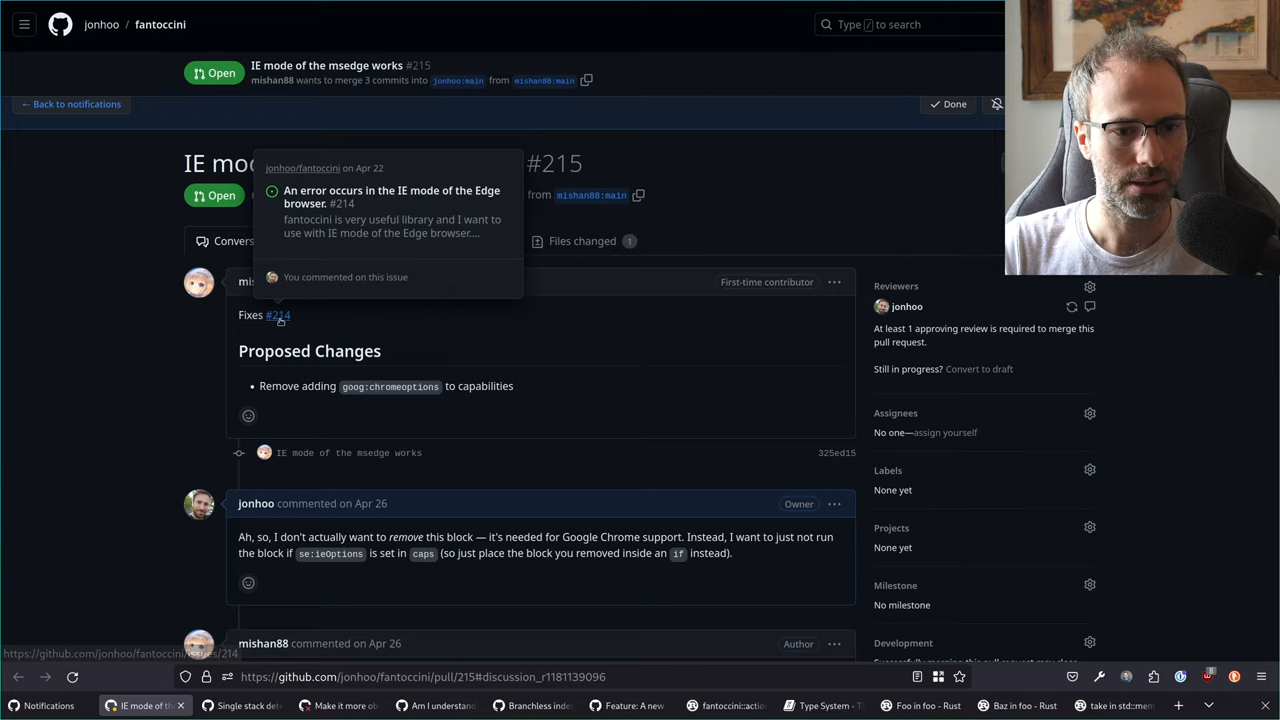 jonhoo / fantoccini
Type / to search
Open
IE mode of the msedge works #215
mishan88 wants to merge 3 commits into jonhoo:main from mishan88:main
← Back to notifications
Done
IE mo
#215
Open
from mishan88:main
jonhoo/fantoccini on Apr 22
An error occurs in the IE mode of the Edge
browser. #214
fantoccini is very useful library and I want to
use with IE mode of the Edge browser....
You commented on this issue
Convers
Files changed 1
mis
First-time contributor
Fixes #214
Proposed Changes
• Remove adding goog:chromeoptions to capabilities
IE mode of the msedge works
325ed15
jonhoo commented on Apr 26
Owner
Ah, so, I don't actually want to remove this block — it's needed for Google Chrome support. Instead, I want to just not run
the block if se:ieOptions is set in caps (so just place the block you removed inside an if instead).
mishan88 commented on Apr 26
Author
Reviewers
jonhoo
At least 1 approving review is required to merge this
pull request.
Still in progress? Convert to draft
Assignees
No one—assign yourself
Labels
None yet
Projects
None yet
Milestone
No milestone
Development
Successfully merging this pull request may close
https://github.com/jonhoo/fantoccini/issues/214
https://github.com/jonhoo/fantoccini/pull/215#discussion_r1181139096
8
Notifications
IE mode of the
Single stack det
Make it more ob
Am I understan
Branchless inde
Feature: A new
fantoccini::actio
Type System - T
Foo in foo - Rust
Baz in foo - Rust
take in std::mem